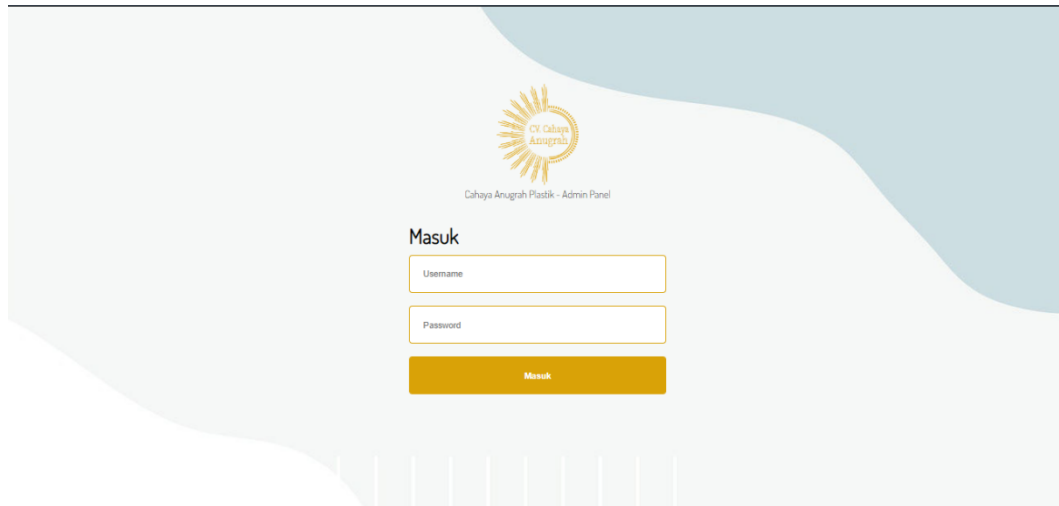 CV. Cahaya
Anugrah
Cahaya Anugrah Plastik - Admin Panel
Masuk
Username
Password
Masuk